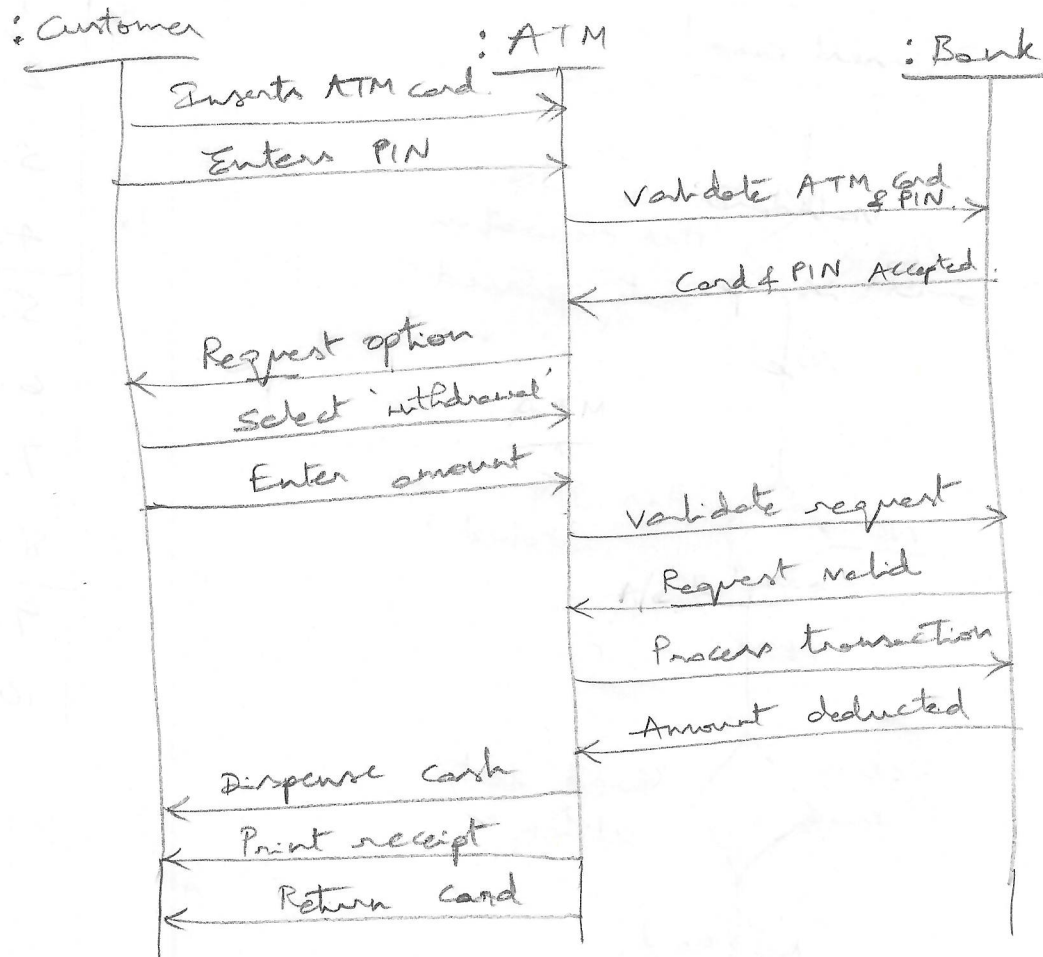 : Customer
: ATM
: Bank
Inserts ATM card.
Enters PIN
Validate ATM Card
& PIN.
Card & PIN Accepted.
Request option
Select 'withdrawal'
Enter amount
Validate request
Request valid
Process transaction
Amount deducted
Dispense cash
Print receipt
Return card